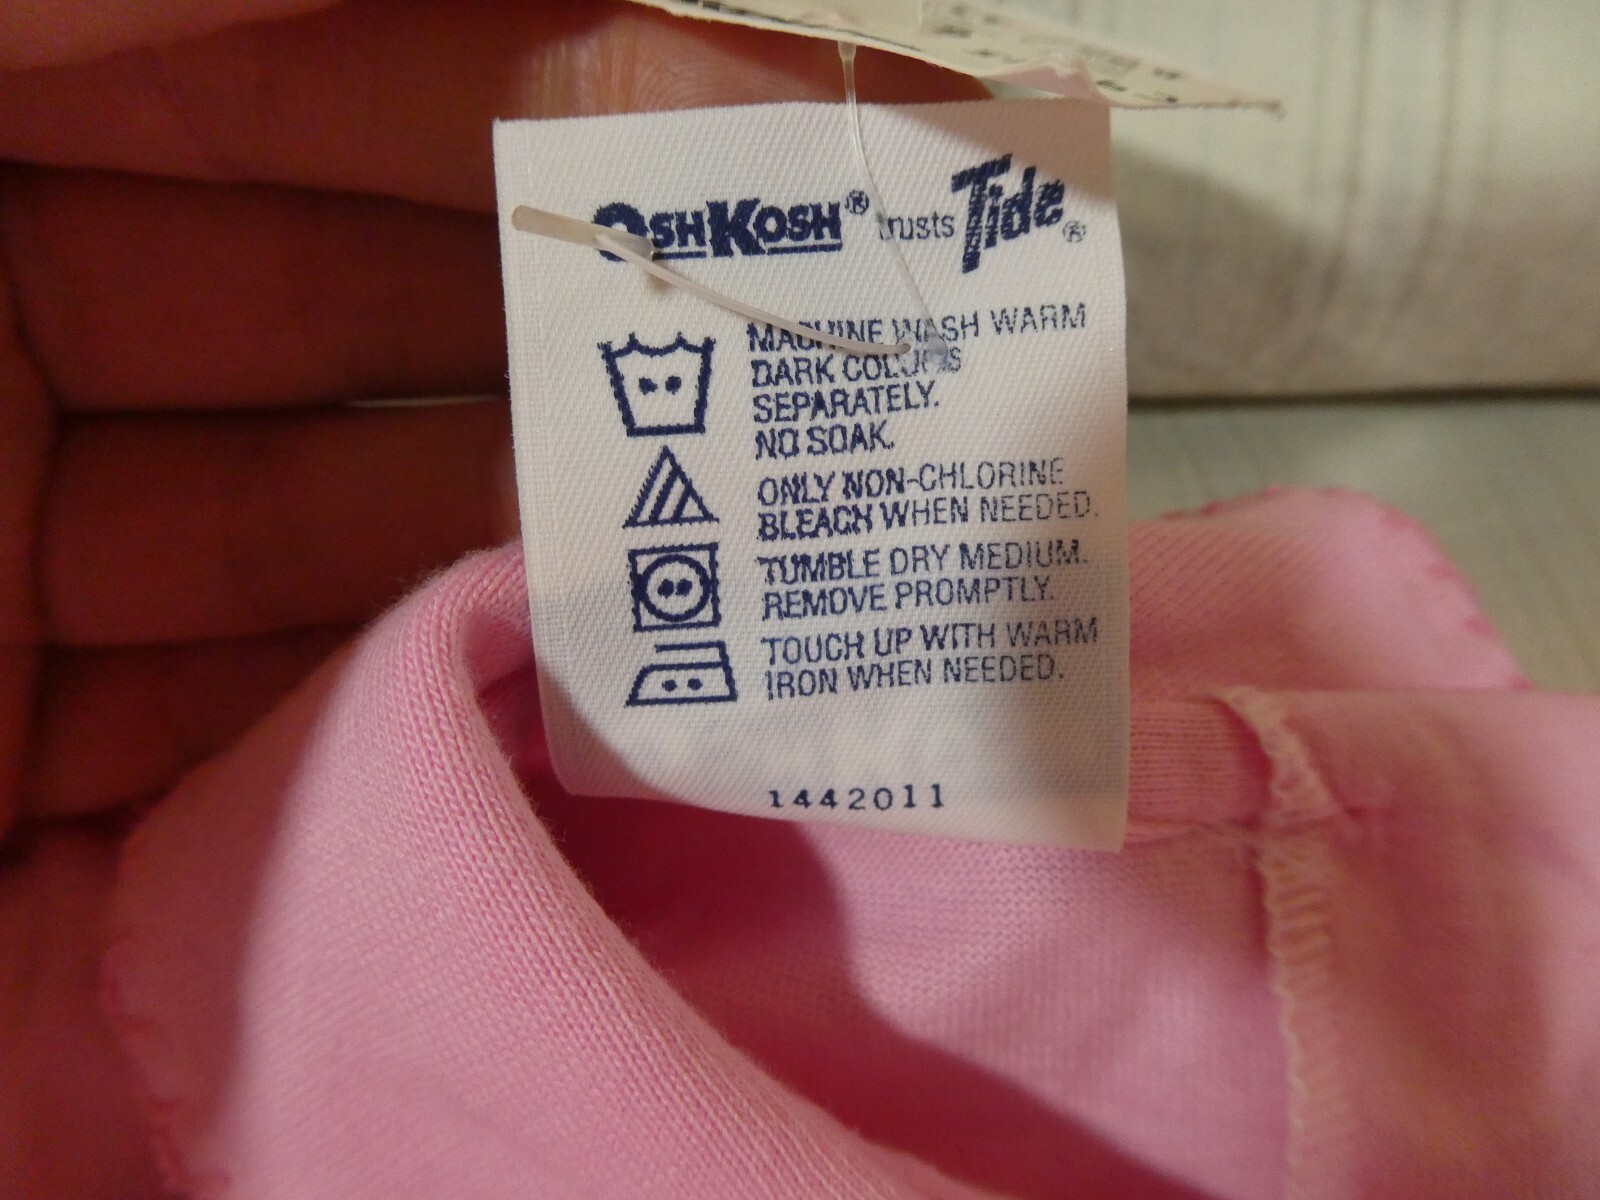 OSHKOSH® trusts Tide®
MACHINE WASH WARM
DARK COLORS
SEPARATELY.
NO SOAK.
ONLY NON-CHLORINE
BLEACH WHEN NEEDED.
TUMBLE DRY MEDIUM.
REMOVE PROMPTLY.
TOUCH UP WITH WARM
IRON WHEN NEEDED.
1442011